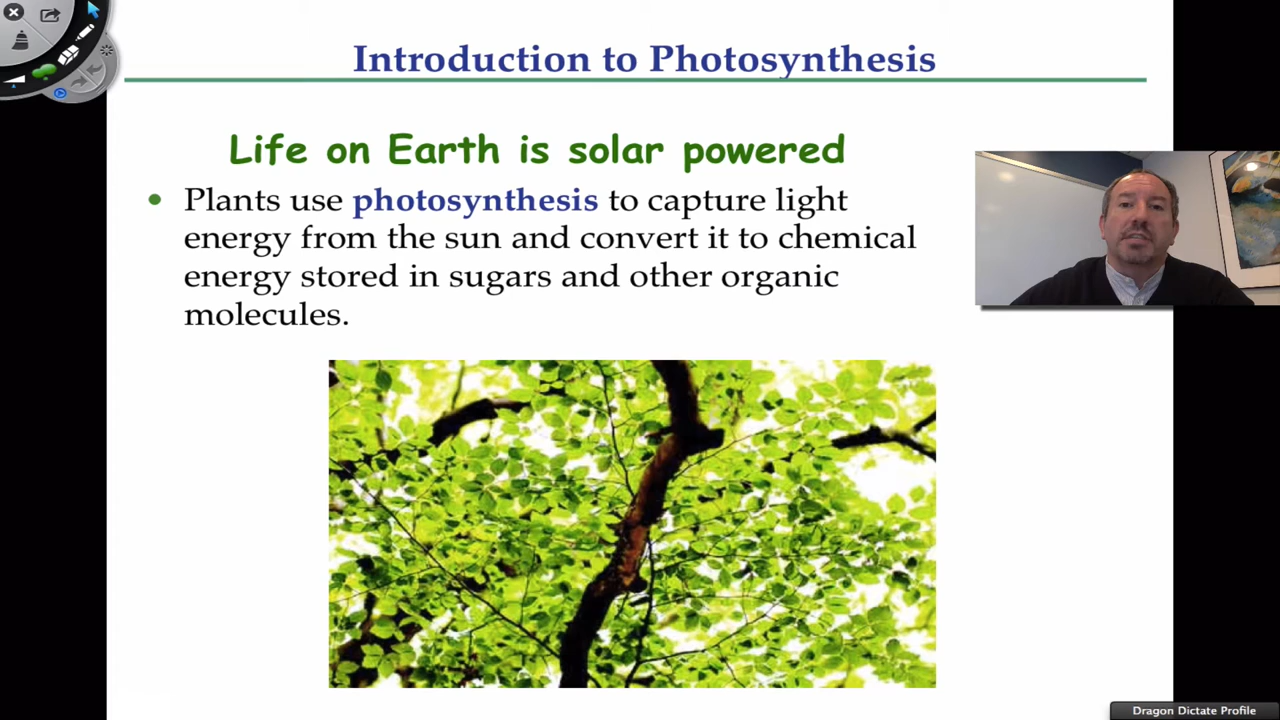 Introduction to Photosynthesis
Life on Earth is solar powered
• Plants use photosynthesis to capture light
energy from the sun and convert it to chemical
energy stored in sugars and other organic
molecules.
Dragon Dictate Profile